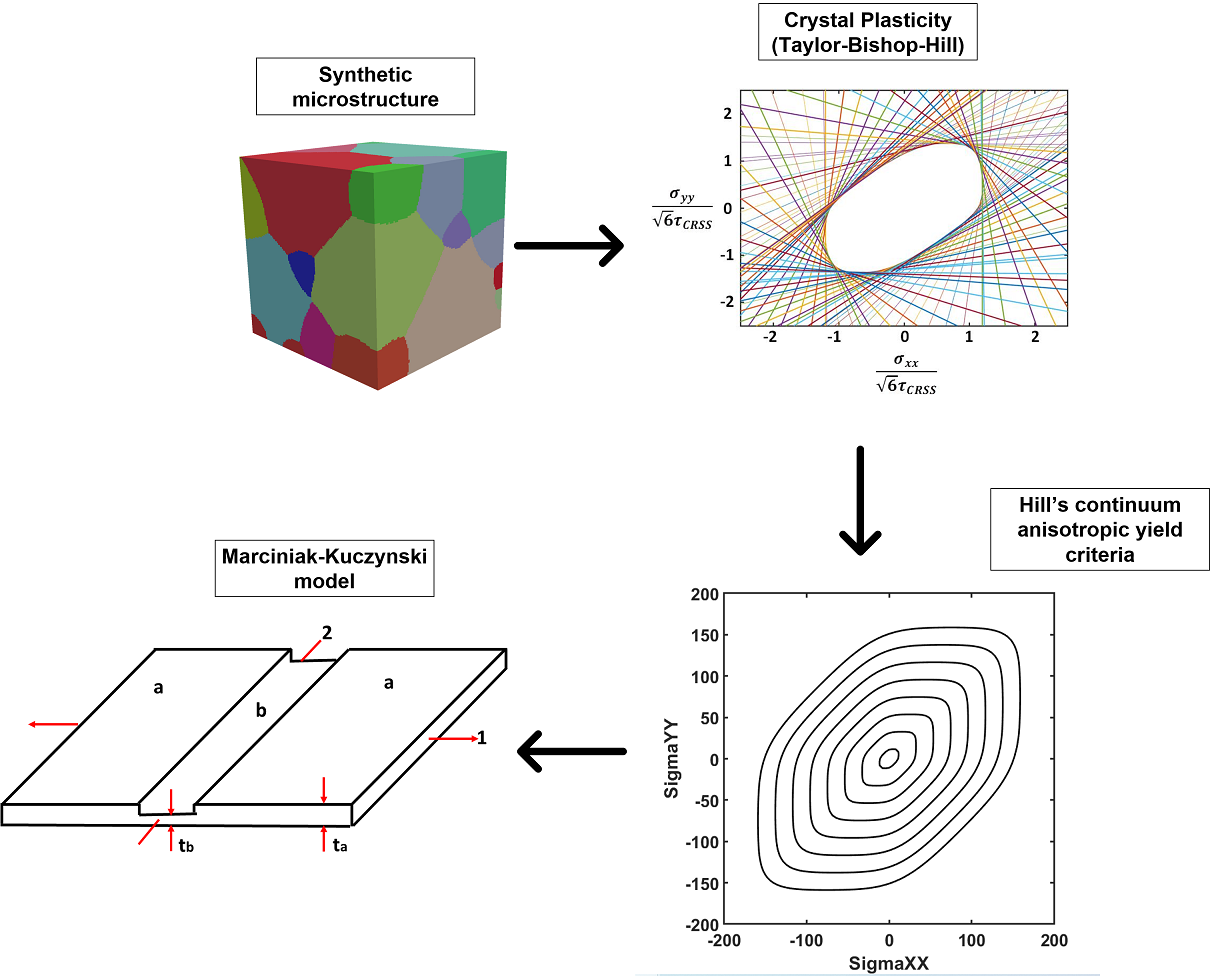 Crystal Plasticity
(Taylor-Bishop-Hill)
Synthetic
microstructure
2
1
0
-1
-2
σyy
√6τCRSS
-2
-1
0
1
2
σxx
√6τCRSS
Hill's continuum
anisotropic yield
criteria
Marciniak-Kuczynski
model
2
a
a
b
1
tb
ta
200
150
100
50
0
-50
-100
-150
-200
SigmaYY
-200
-100
0
100
200
SigmaXX